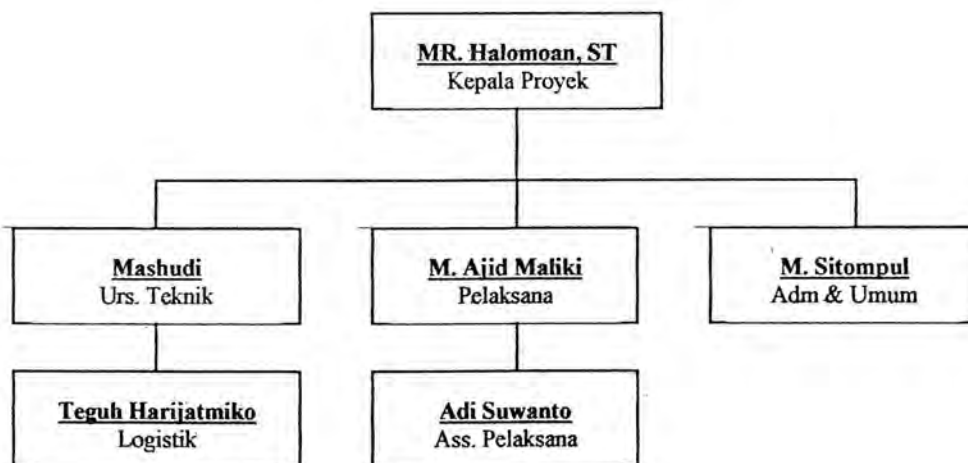 MR. Halomoan, ST
Kepala Proyek
Mashudi
Urs. Teknik
M. Ajid Maliki
Pelaksana
M. Sitompul
Adm & Umum
Teguh Harijatmiko
Logistik
Adi Suwanto
Ass. Pelaksana